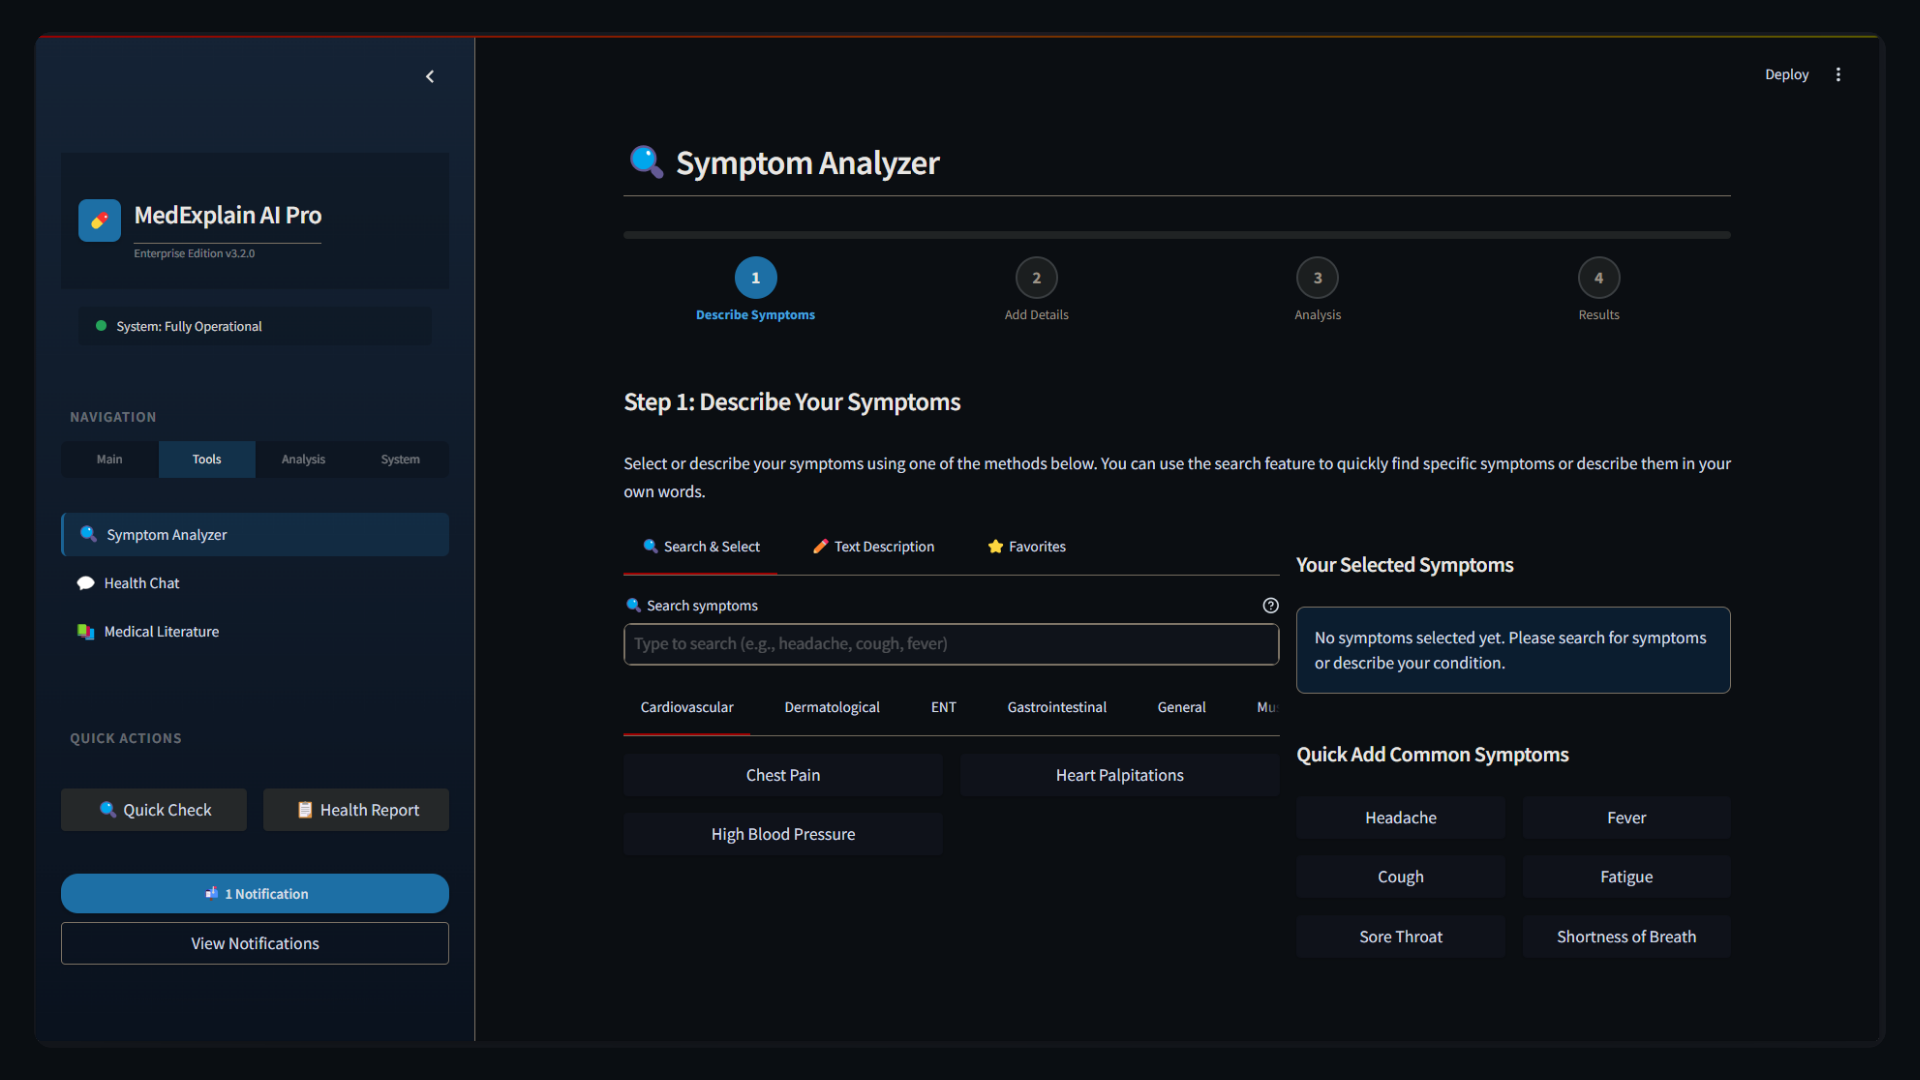 Deploy
MedExplain AI Pro
Enterprise Edition v3.2.0
System: Fully Operational
NAVIGATION
Main
Tools
Analysis
System
Symptom Analyzer
Health Chat
Medical Literature
QUICK ACTIONS
Quick Check
Health Report
1 Notification
View Notifications
Symptom Analyzer
1
2
3
4
Describe Symptoms
Add Details
Analysis
Results
Step 1: Describe Your Symptoms
Select or describe your symptoms using one of the methods below. You can use the search feature to quickly find specific symptoms or describe them in your
own words.
Search & Select
Text Description
Favorites
Search symptoms
Type to search (e.g., headache, cough, fever)
Cardiovascular
Dermatological
ENT
Gastrointestinal
General
Chest Pain
Heart Palpitations
High Blood Pressure
Your Selected Symptoms
No symptoms selected yet. Please search for symptoms
or describe your condition.
Quick Add Common Symptoms
Headache
Fever
Cough
Fatigue
Sore Throat
Shortness of Breath